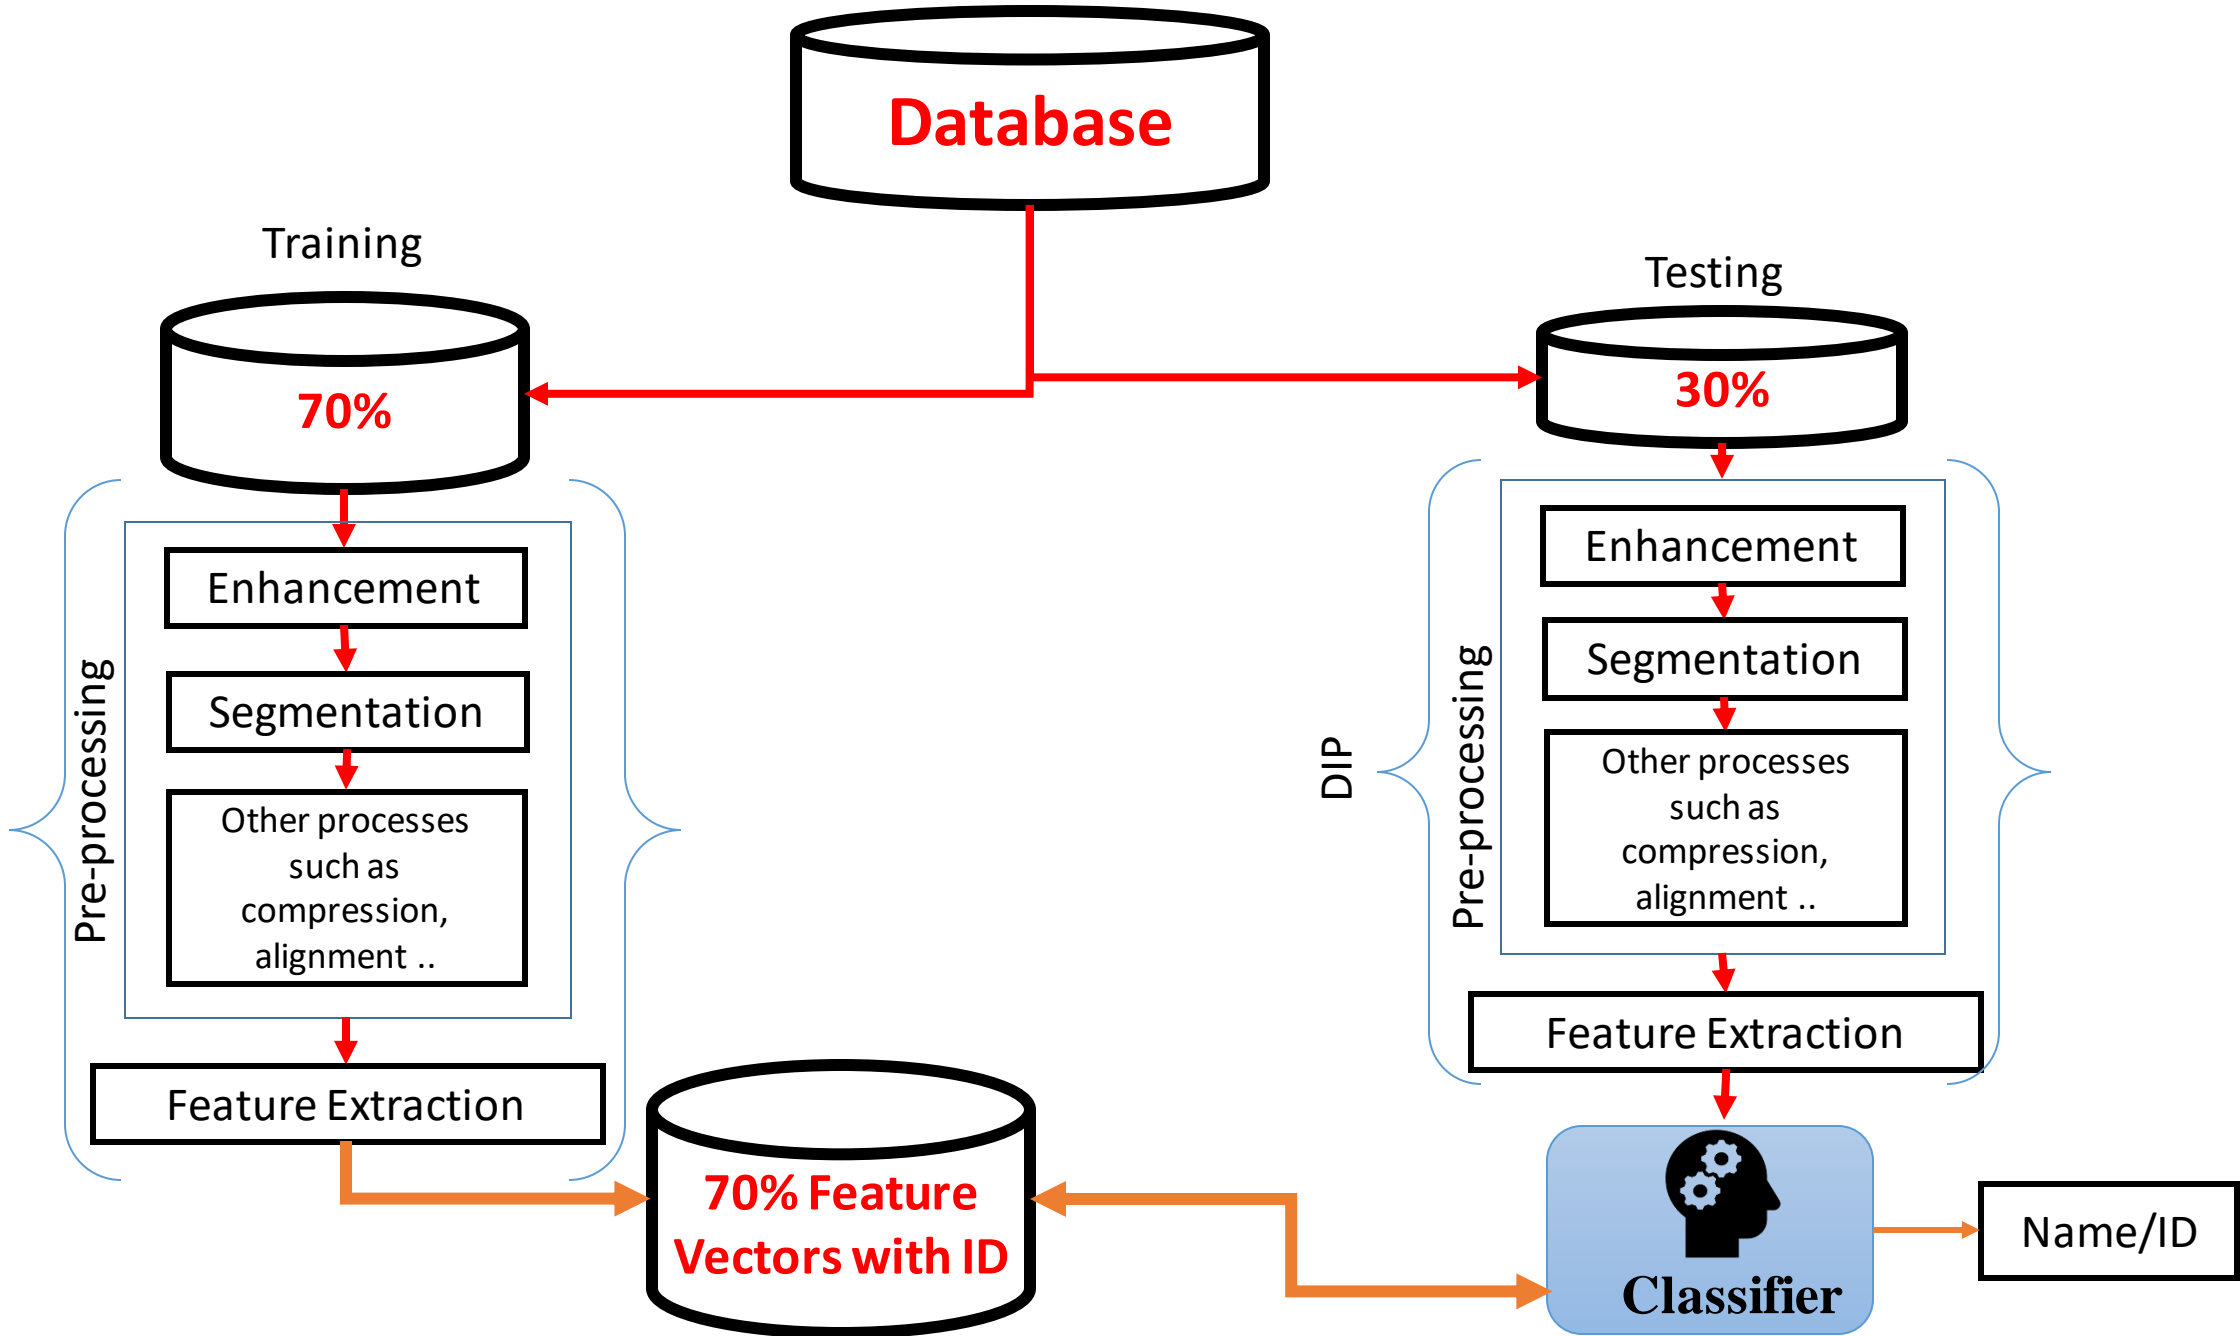 Database
Training
70%
Pre-processing
Enhancement
Segmentation
Other processes
such as
compression,
alignment ..
Feature Extraction
70% Feature
Vectors with ID
Testing
30%
DIP
Pre-processing
Enhancement
Segmentation
Other processes
such as
compression,
alignment ..
Feature Extraction
Classifier
Name/ID